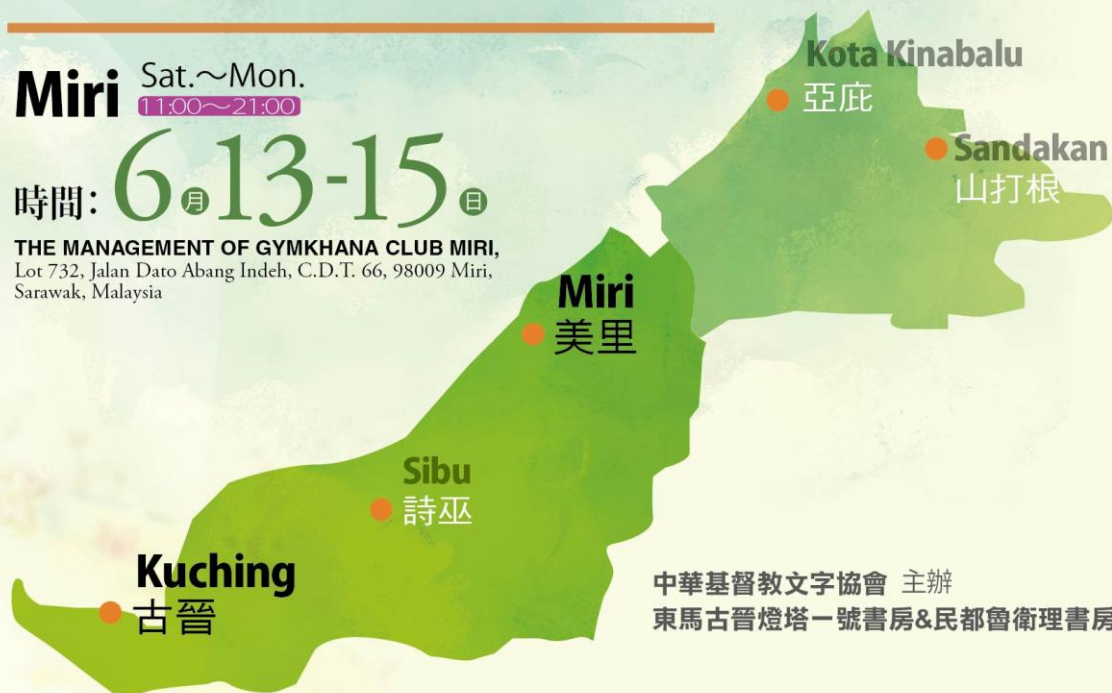 Miri Sat.～Mon.
11:00～21:00
時間：6月13-15日
THE MANAGEMENT OF GYMKHANA CLUB MIRI,
Lot 732, Jalan Dato Abang Indeh, C.D.T. 66, 98009 Miri,
Sarawak, Malaysia
Kota Kinabalu
亞庇
Sandakan
山打根
Miri
美里
Sibu
詩巫
Kuching
古晉
中華基督教文字協會 主辦
東馬古晉燈塔一號書房&民都魯衛理書房